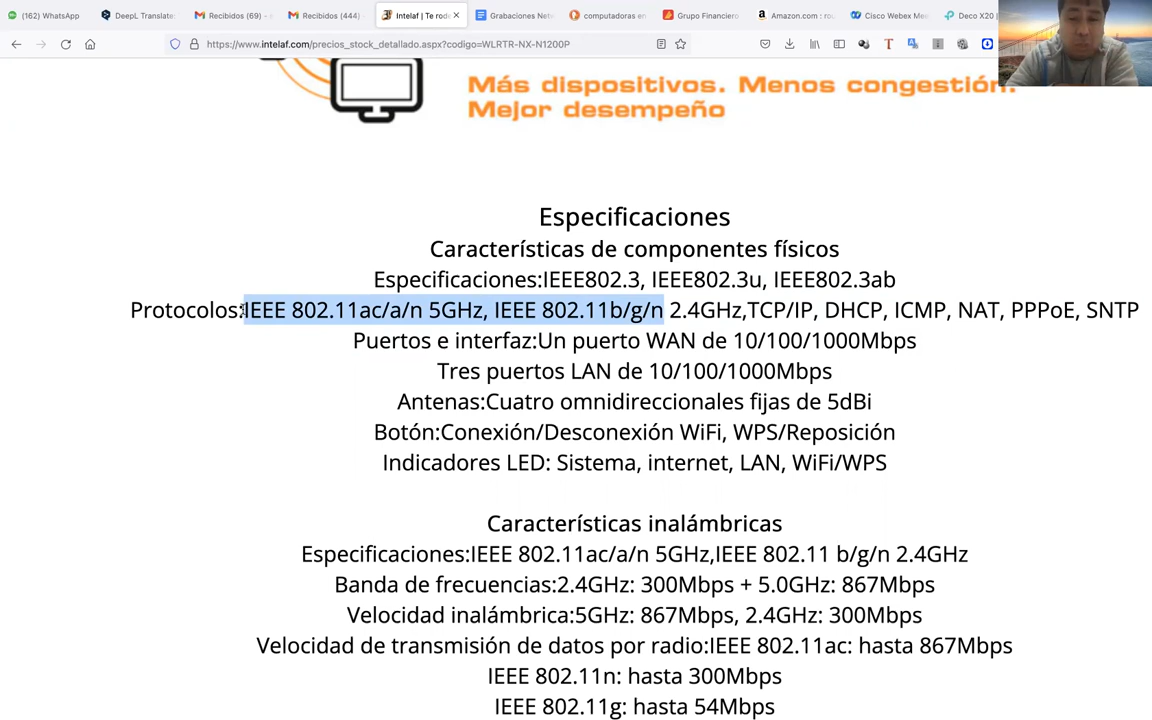 (162) WhatsApp
DeepL Translate:
Recibidos (69) -
Recibidos (444)
Intelaf | Te rod
Grabaciones Net
computadoras en
Grupo Financiero
Amazon.com : rou
Cisco Webex Mee
Deco X20 |
https://www.intelaf.com/precios_stock_detallado.aspx?codigo=WLRTR-NX-N1200P
Más dispositivos. Menos congestión.
Mejor desempeño
Especificaciones
Características de componentes físicos
Especificaciones:IEEE802.3, IEEE802.3u, IEEE802.3ab
Protocolos:IEEE 802.11ac/a/n 5GHz, IEEE 802.11b/g/n 2.4GHz,TCP/IP, DHCP, ICMP, NAT, PPPoE, SNTP
Puertos e interfaz:Un puerto WAN de 10/100/1000Mbps
Tres puertos LAN de 10/100/1000Mbps
Antenas:Cuatro omnidireccionales fijas de 5dBi
Botón:Conexión/Desconexión WiFi, WPS/Reposición
Indicadores LED: Sistema, internet, LAN, WiFi/WPS
Características inalámbricas
Especificaciones:IEEE 802.11ac/a/n 5GHz,IEEE 802.11 b/g/n 2.4GHz
Banda de frecuencias:2.4GHz: 300Mbps + 5.0GHz: 867Mbps
Velocidad inalámbrica:5GHz: 867Mbps, 2.4GHz: 300Mbps
Velocidad de transmisión de datos por radio:IEEE 802.11ac: hasta 867Mbps
IEEE 802.11n: hasta 300Mbps
IEEE 802.11g: hasta 54Mbps